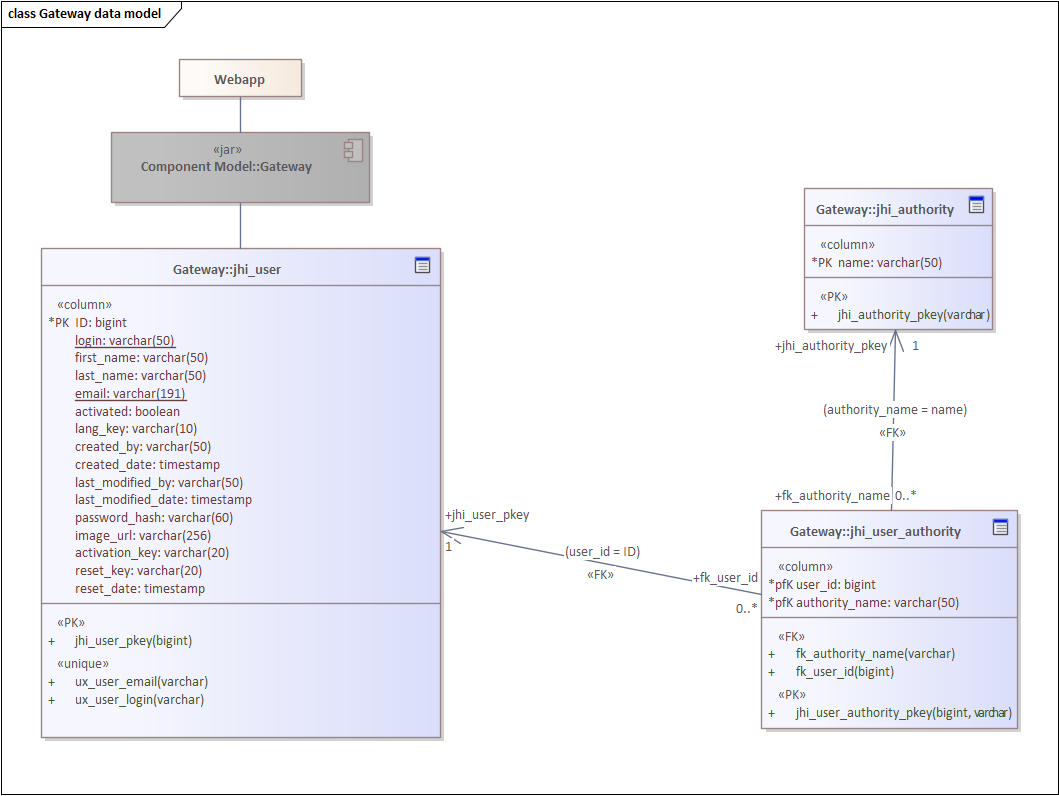 class Gateway data model
Webapp
«jar»
Component Model::Gateway
Gateway::jhi_user
«column»
*PK ID: bigint
login: varchar(50)
first_name: varchar(50)
last_name: varchar(50)
email: varchar(191)
activated: boolean
lang_key: varchar(10)
created_by: varchar(50)
created_date: timestamp
last_modified_by: varchar(50)
last_modified_date: timestamp
password_hash: varchar(60)
image_url: varchar(256)
activation_key: varchar(20)
reset_key: varchar(20)
reset_date: timestamp
«PK»
+ jhi_user_pkey(bigint)
«unique»
+ ux_user_email(varchar)
+ ux_user_login(varchar)
+jhi_user_pkey
1
(user_id = ID)
«FK»
+fk_user_id
0..*
Gateway::jhi_authority
«column»
*PK name: varchar(50)
«PK»
+ jhi_authority_pkey(varchar)
+jhi_authority_pkey 1
(authority_name = name)
«FK»
+fk_authority_name 0..*
Gateway::jhi_user_authority
«column»
*pfK user_id: bigint
*pfK authority_name: varchar(50)
«FK»
+ fk_authority_name(varchar)
+ fk_user_id(bigint)
«PK»
+ jhi_user_authority_pkey(bigint, varchar)